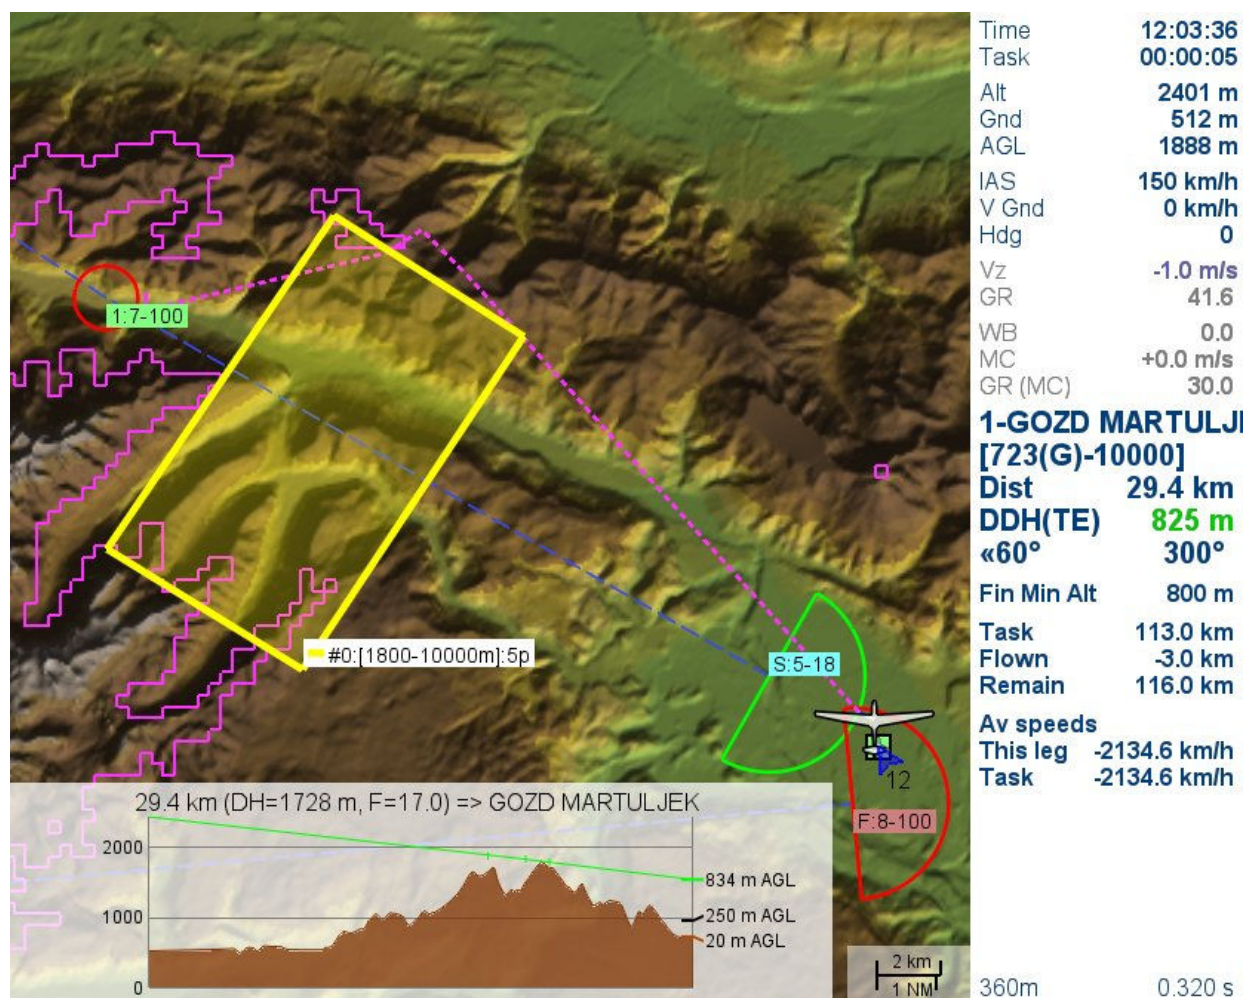 1:7-100
#0:[1800-10000m]:5p
S:5-18
12
F:8-100
29.4 km (DH=1728 m, F=17.0) => GOZD MARTULJEK
2000
1000
0
834 m AGL
250 m AGL
20 m AGL
2 km
1 NM
Time 12:03:36
Task 00:00:05
Alt 2401 m
Gnd 512 m
AGL 1888 m
IAS 150 km/h
V Gnd 0 km/h
Hdg 0
Vz -1.0 m/s
GR 41.6
WB 0.0
MC +0.0 m/s
GR (MC) 30.0
1-GOZD MARTULJE
[723(G)-10000]
Dist 29.4 km
DDH(TE) 825 m
«60° 300°
Fin Min Alt 800 m
Task 113.0 km
Flown -3.0 km
Remain 116.0 km
Av speeds
This leg -2134.6 km/h
Task -2134.6 km/h
360m 0.320 s